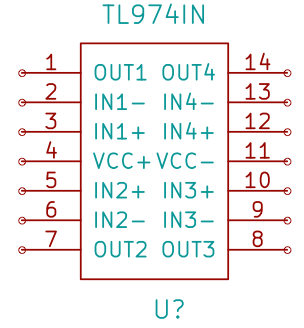 TL974IN
1 OUT1 OUT4 14
2 IN1- IN4- 13
3 IN1+ IN4+ 12
4 VCC+ VCC- 11
5 IN2+ IN3+ 10
6 IN2- IN3- 9
7 OUT2 OUT3 8
U?